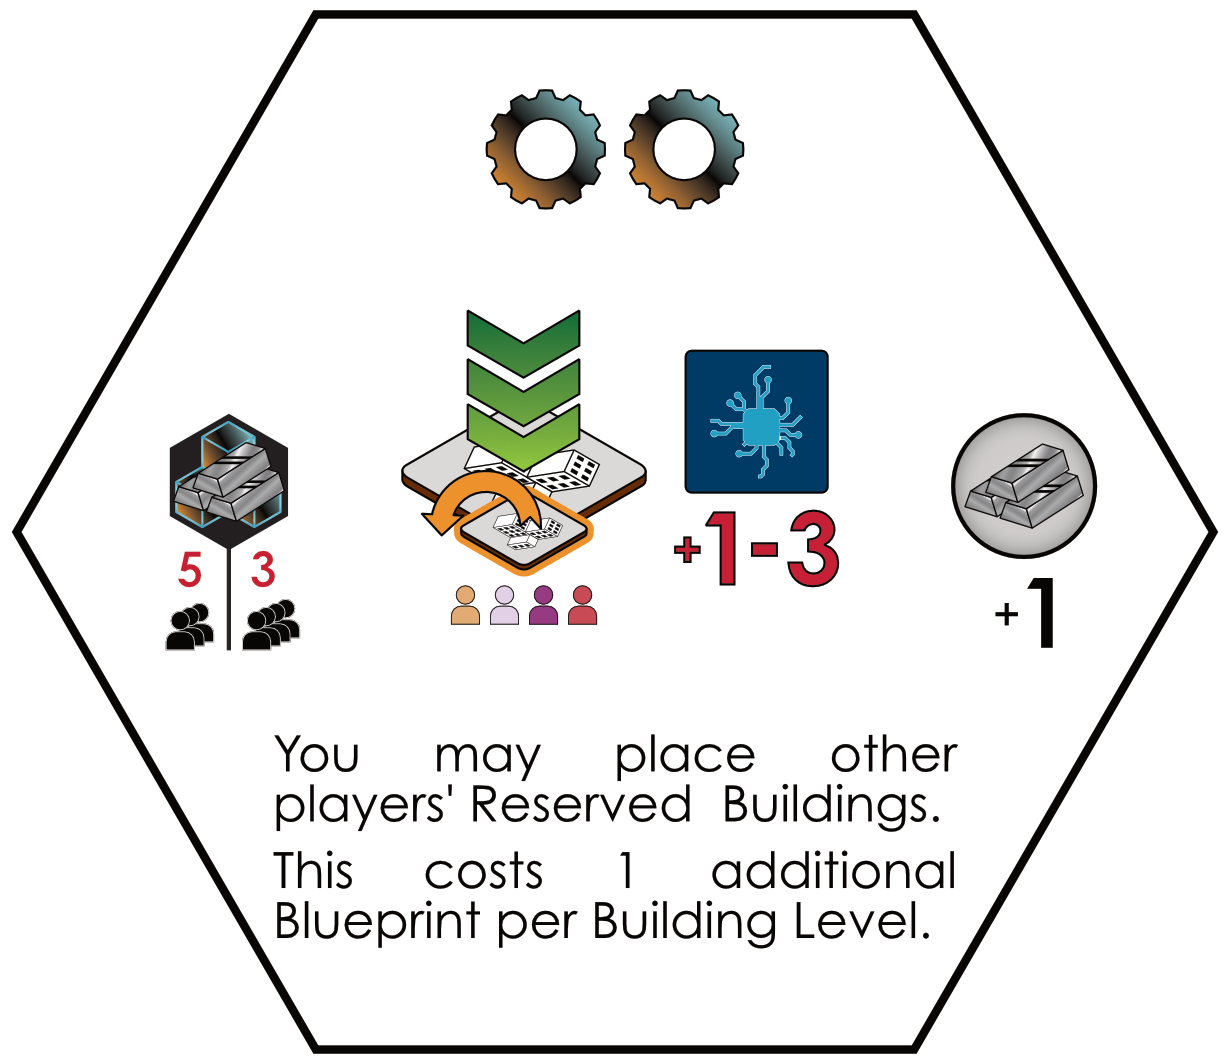 5 3
+1-3
+1
You may place other
players' Reserved Buildings.
This costs 1 additional
Blueprint per Building Level.